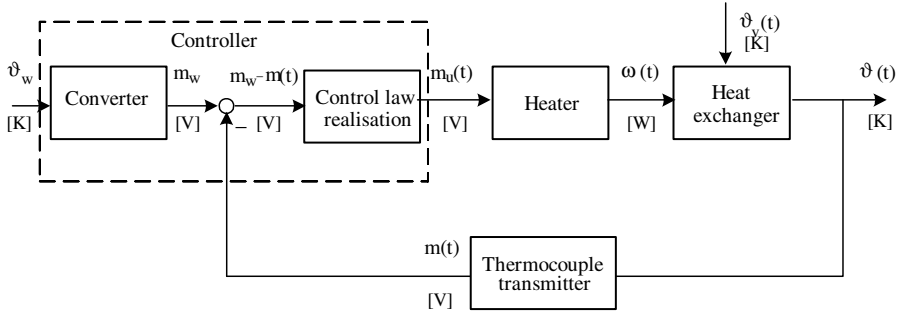 Controller
ϑw
[K]
Converter
mw
[V]
mw – m(t)
[V]
–
Control law
realisation
mu(t)
[V]
Heater
ω(t)
[W]
ϑv(t)
[K]
Heat
exchanger
ϑ(t)
[K]
m(t)
[V]
Thermocouple
transmitter